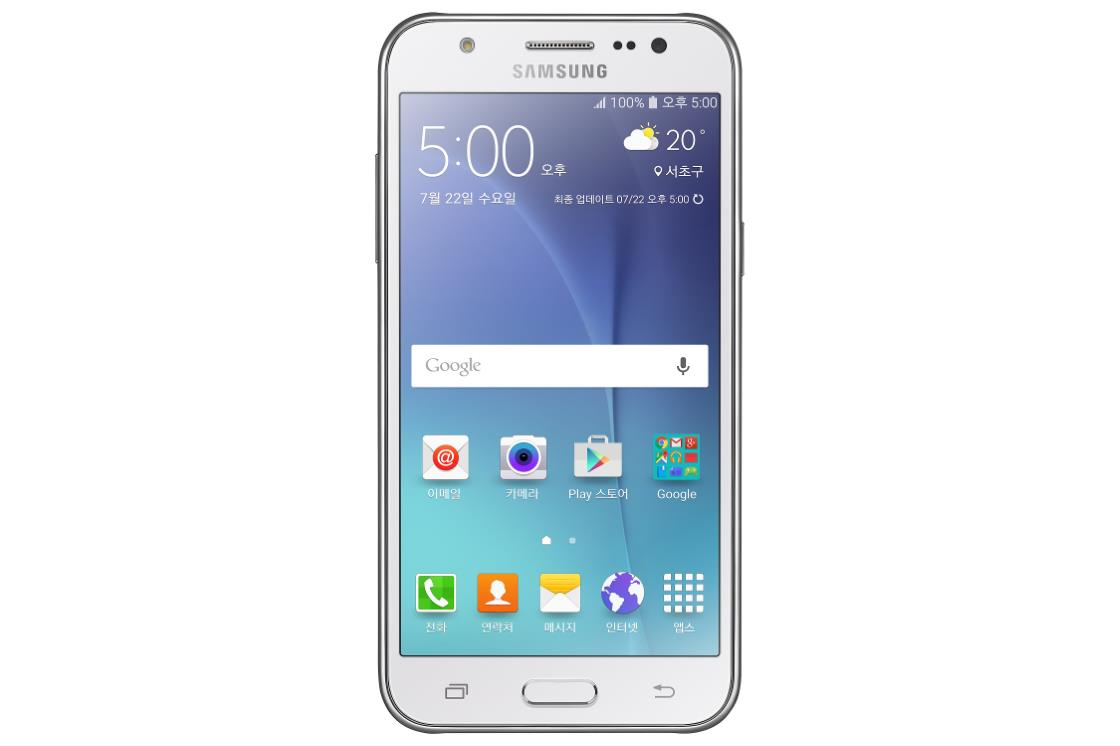 SAMSUNG
100% 오후 5:00
5:00 오후
20°
서초구
7월 22일 수요일
최종 업데이트 07/22 오후 5:00
Google
이메일 카메라 Play 스토어 Google
전화 연락처 메시지 인터넷 앱스